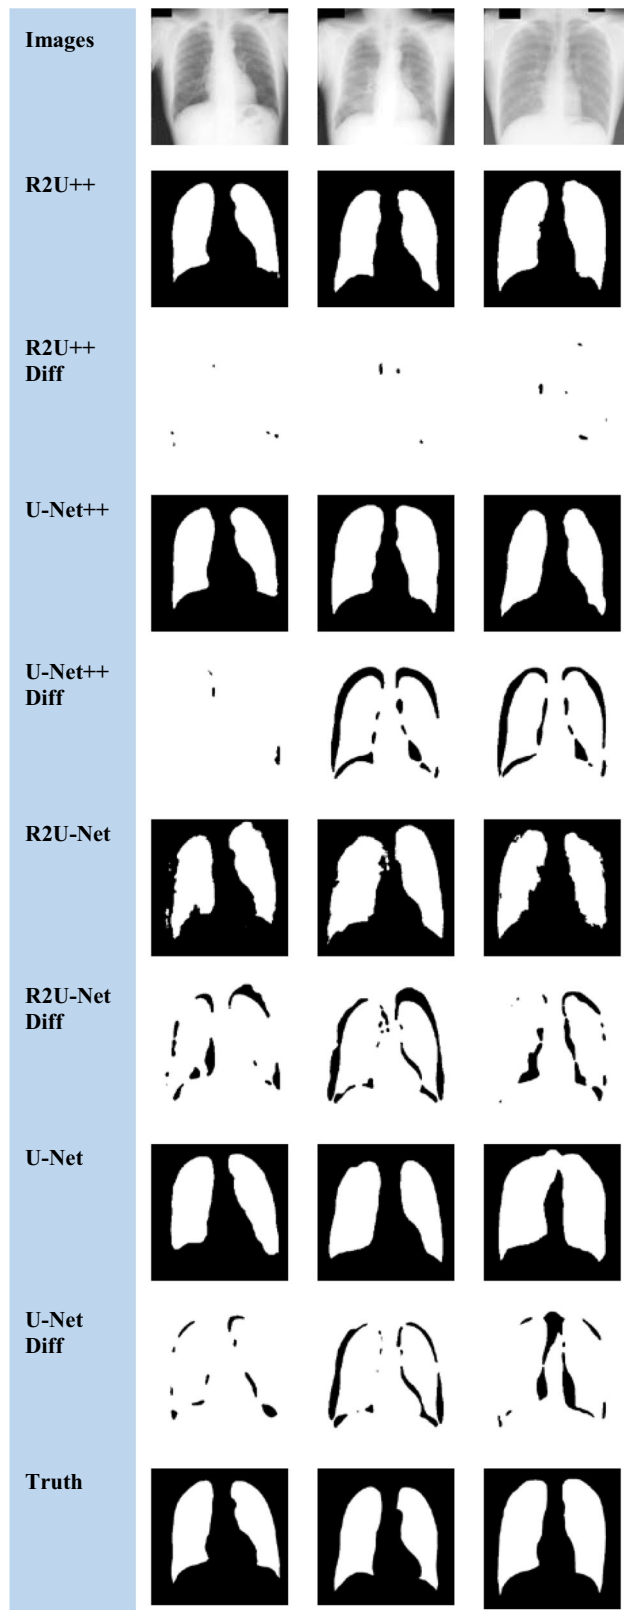 Images
R2U++
R2U++
Diff
U-Net++
U-Net++
Diff
R2U-Net
R2U-Net
Diff
U-Net
U-Net
Diff
Truth